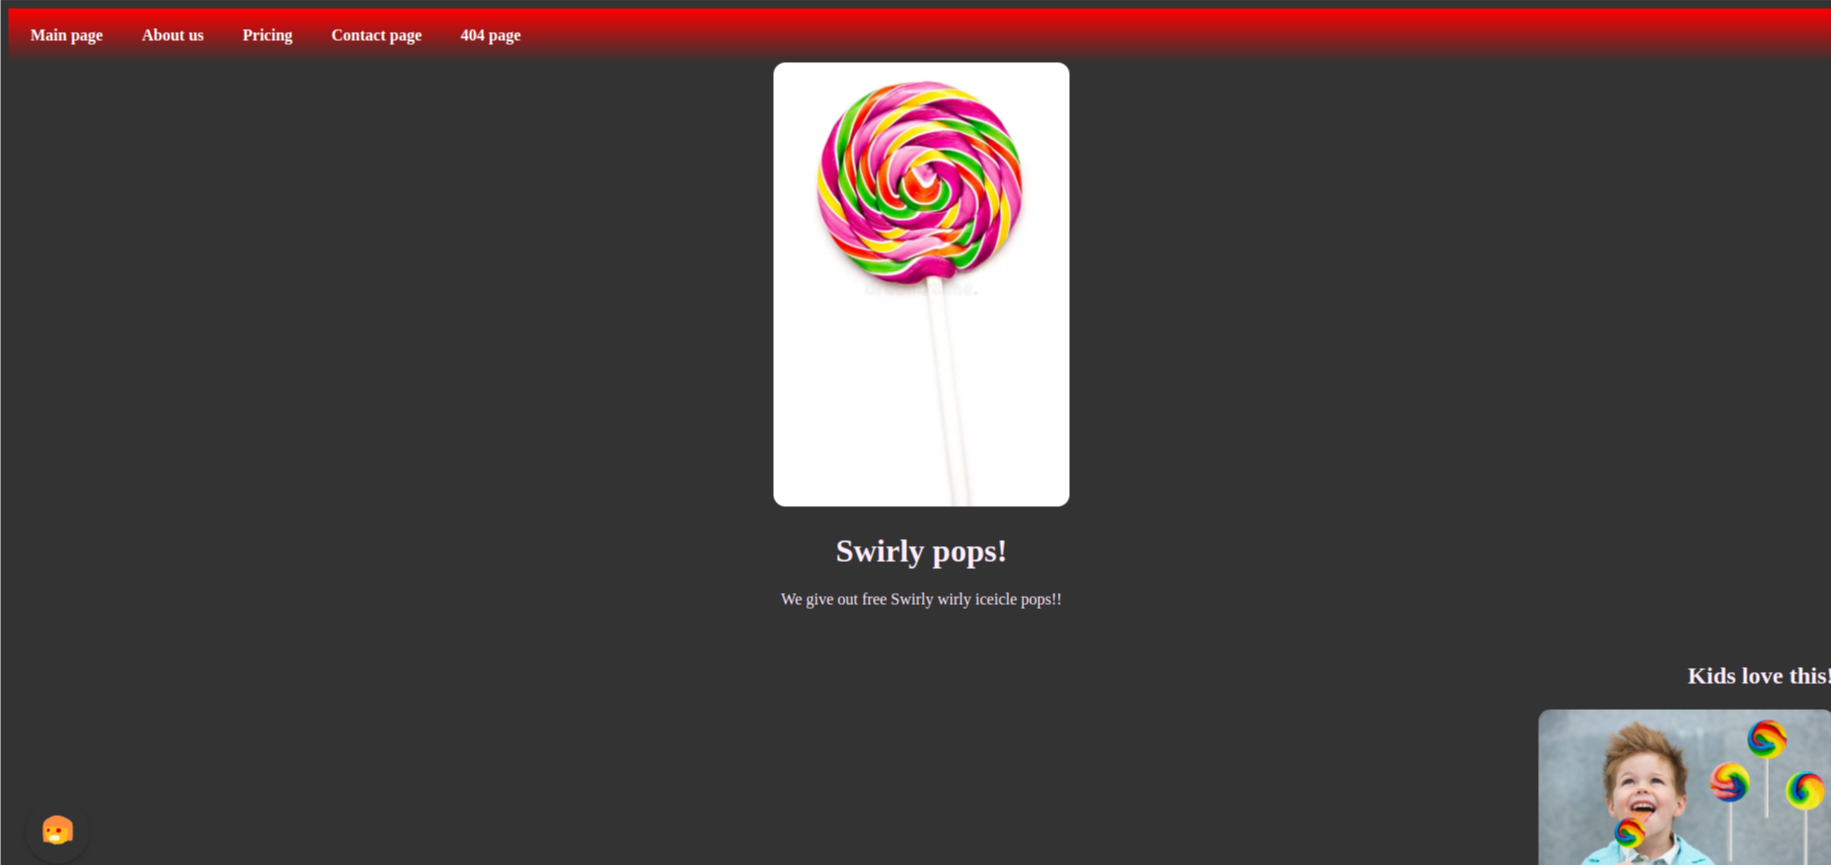 Main page About us Pricing Contact page 404 page
Swirly pops!
We give out free Swirly wirly iceicle pops!!
Kids love this!